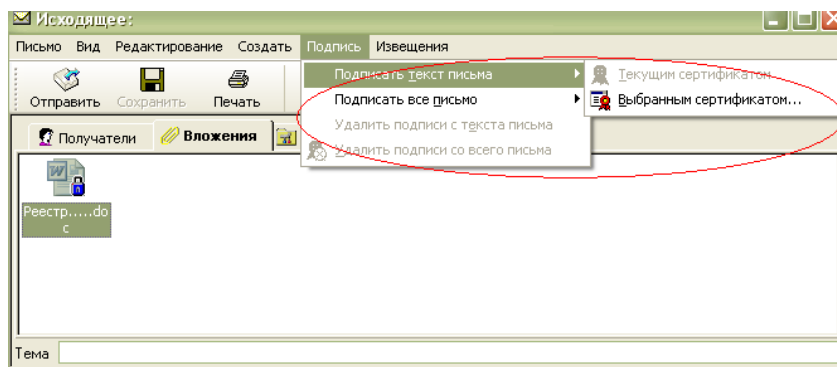 Исходящее:
Письмо Вид Редактирование Создать Подпись Извещения
Отправить Сохранить Печать
Подписать текст письма
Текущим сертификатом
Подписать все письмо
Выбранным сертификатом...
Удалить подписи с текста письма
Удалить подписи со всего письма
Получатели Вложения
Реестр.....do
c
Тема